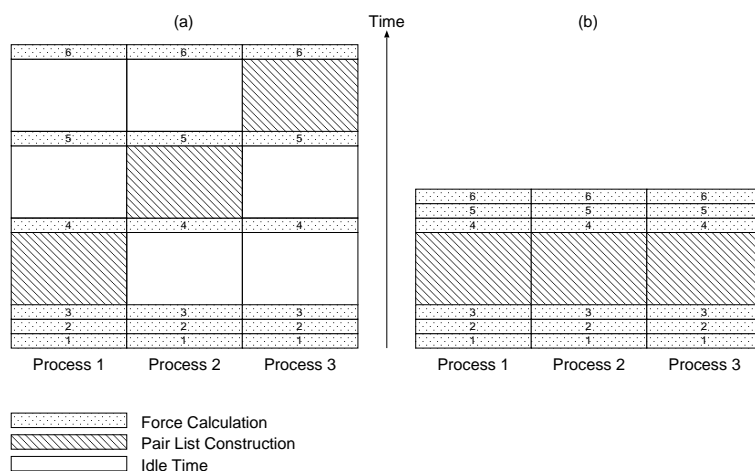 (a) Time (b)
6 6 6
5 5 5
6 6 6
5 5 5
4 4 4 4 4 4
3 3 3 3 3 3
2 2 2 2 2 2
1 1 1 1 1 1
Process 1 Process 2 Process 3 Process 1 Process 2 Process 3
Force Calculation
Pair List Construction
Idle Time